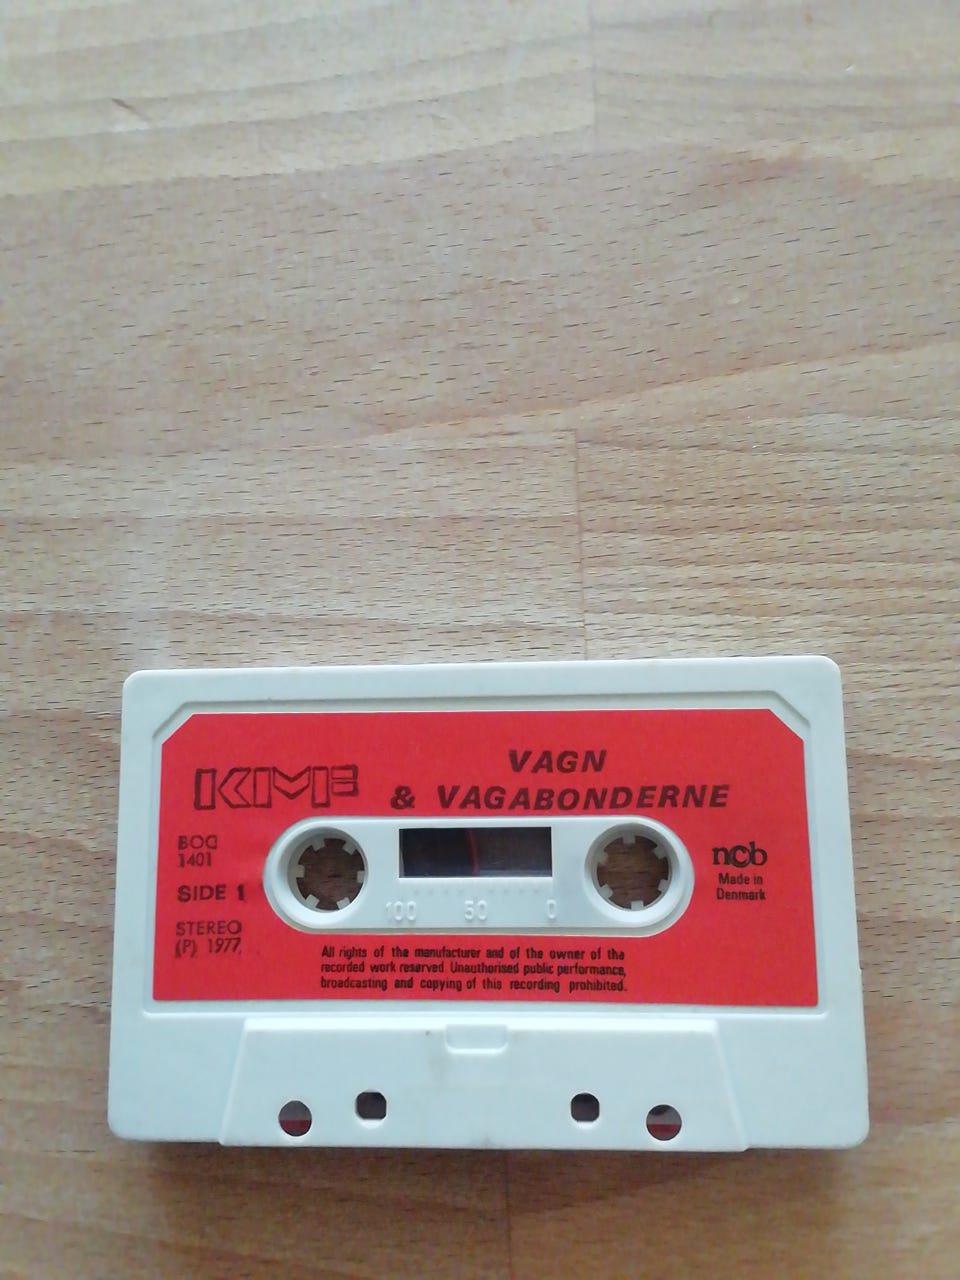 VAGN
& VAGABONDERNE
KMF
BOC
1401
SIDE 1
STEREO
(P) 1977
100 50 0
ncb
Made in
Denmark
All rights of the manufacturer and of the owner of the
recorded work reserved Unauthorised public performance,
broadcasting and copying of this recording prohibited.